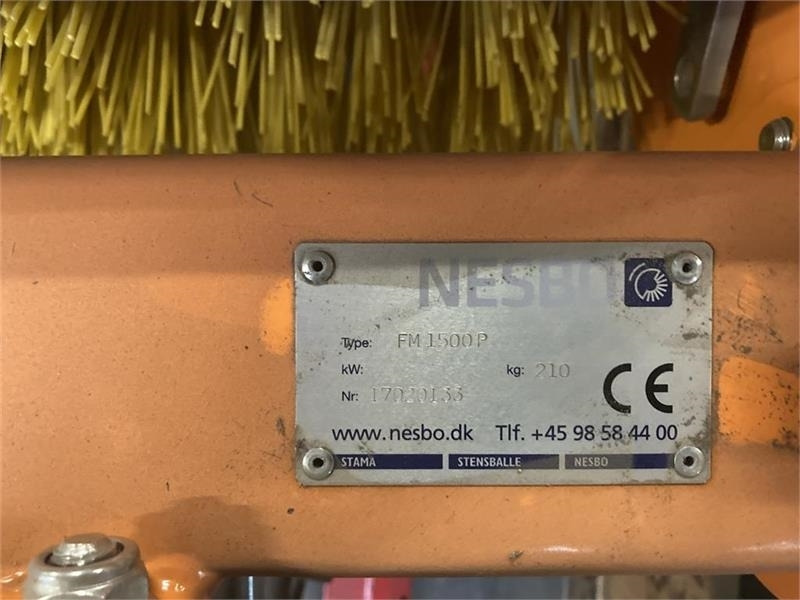 NESBO
Type: FM 1500 P
kW:
kg: 210
Nr: 17020133
www.nesbo.dk Tlf. +45 98 58 44 00
STAMA STENSBALLE NESBO